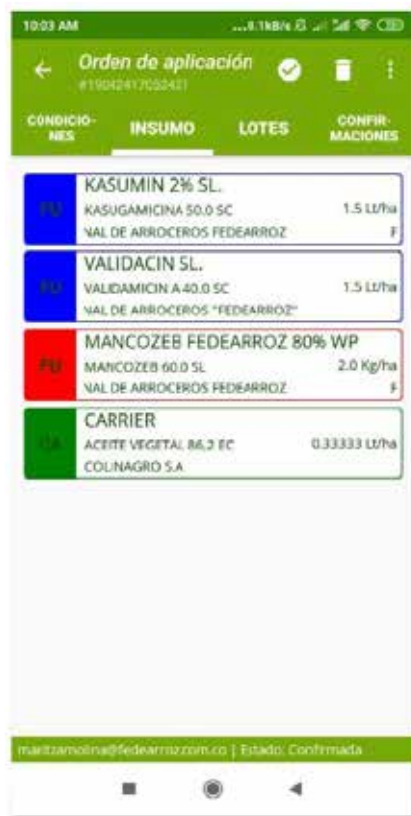 10:03 AM
Orden de aplicación
#19042417052421
CONDICIO-
NES
INSUMO
LOTES
CONFIR-
MACIONES
FU
KASUMIN 2% SL.
KASUGAMICINA 50.0 SC
1.5 Lt/ha
NAL DE ARROCEROS FEDEARROZ
F
FU
VALIDACIN SL.
VALIDAMICIN A 40.0 SC
1.5 Lt/ha
NAL DE ARROCEROS "FEDEARROZ"
FU
MANCOZEB FEDEARROZ 80% WP
MANCOZEB 60.0 SL
2.0 Kg/ha
NAL DE ARROCEROS FEDEARROZ
F
CA
CARRIER
ACEITE VEGETAL 86,2 EC
0.33333 Lt/ha
COLINAGRO S.A
maritzamolina@fedearroz.com.co | Estado: Confirmada